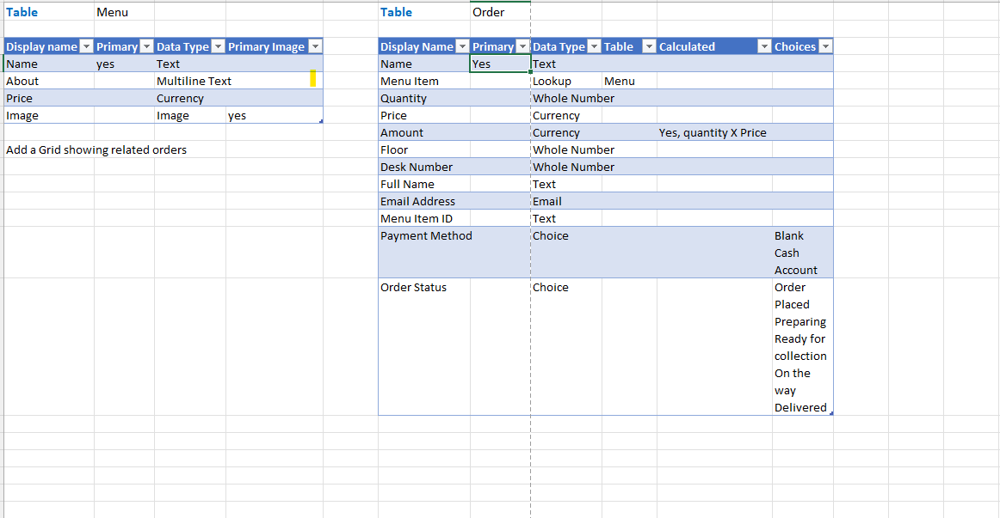 Table Menu
Display name Primary Data Type Primary Image
Name yes Text
About Multiline Text
Price Currency
Image Image yes
Add a Grid showing related orders
Table Order
Display Name Primary Data Type Table Calculated Choices
Name Yes Text
Menu Item Lookup Menu
Quantity Whole Number
Price Currency
Amount Currency Yes, quantity X Price
Floor Whole Number
Desk Number Whole Number
Full Name Text
Email Address Email
Menu Item ID Text
Payment Method Choice Blank
Cash
Account
Order Status Choice Order
Placed
Preparing
Ready for
collection
On the
way
Delivered